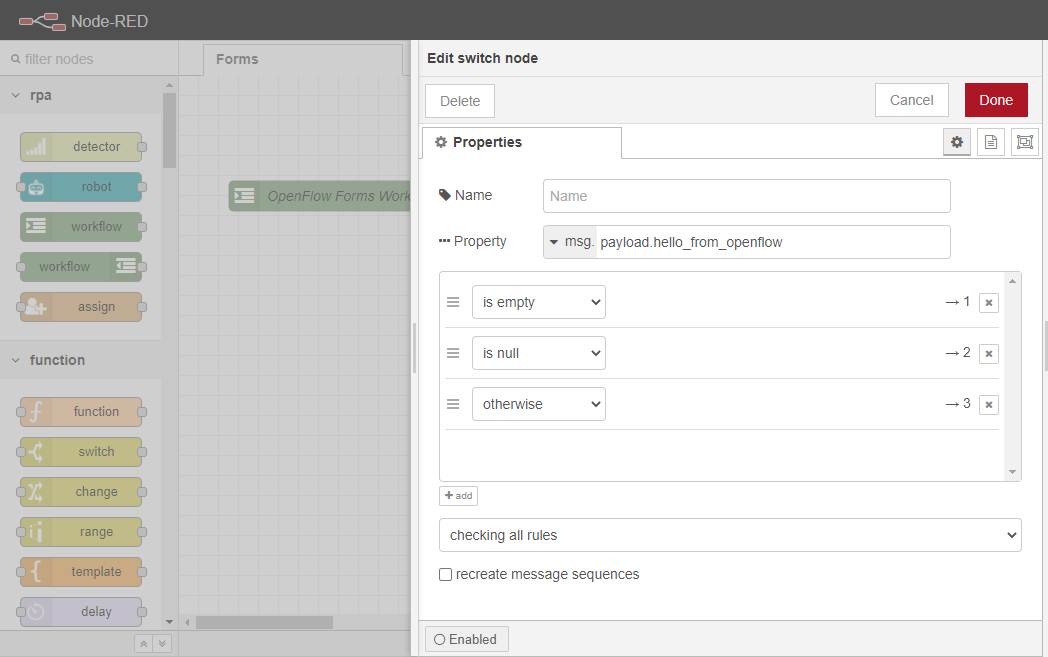 Node-RED
filter nodes
Forms
Edit switch node
Delete
Cancel
Done
rpa
detector
robot
workflow
workflow
assign
function
function
switch
change
range
template
delay
OpenFlow Forms Work
Properties
Name
Name
Property
msg.
payload.hello_from_openflow
is empty
→ 1
is null
→ 2
otherwise
→ 3
add
checking all rules
recreate message sequences
Enabled